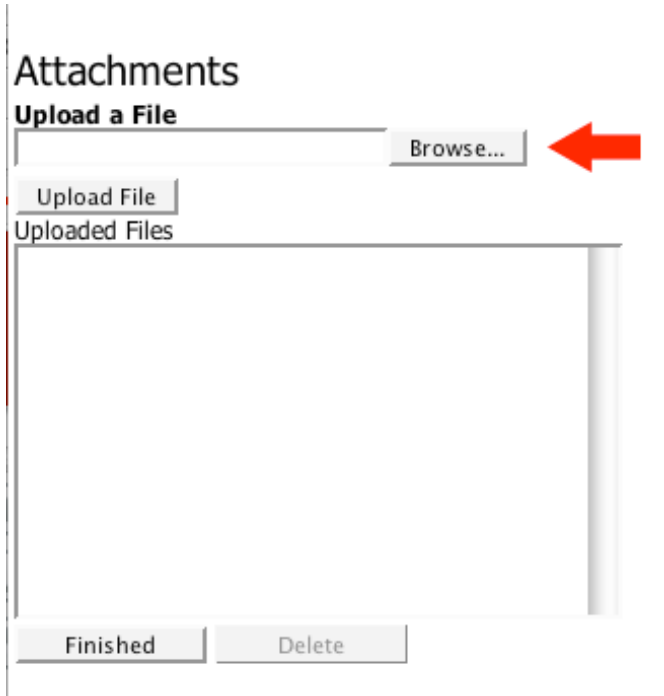 Attachments
Upload a File
Browse...
Upload File
Uploaded Files
Finished Delete